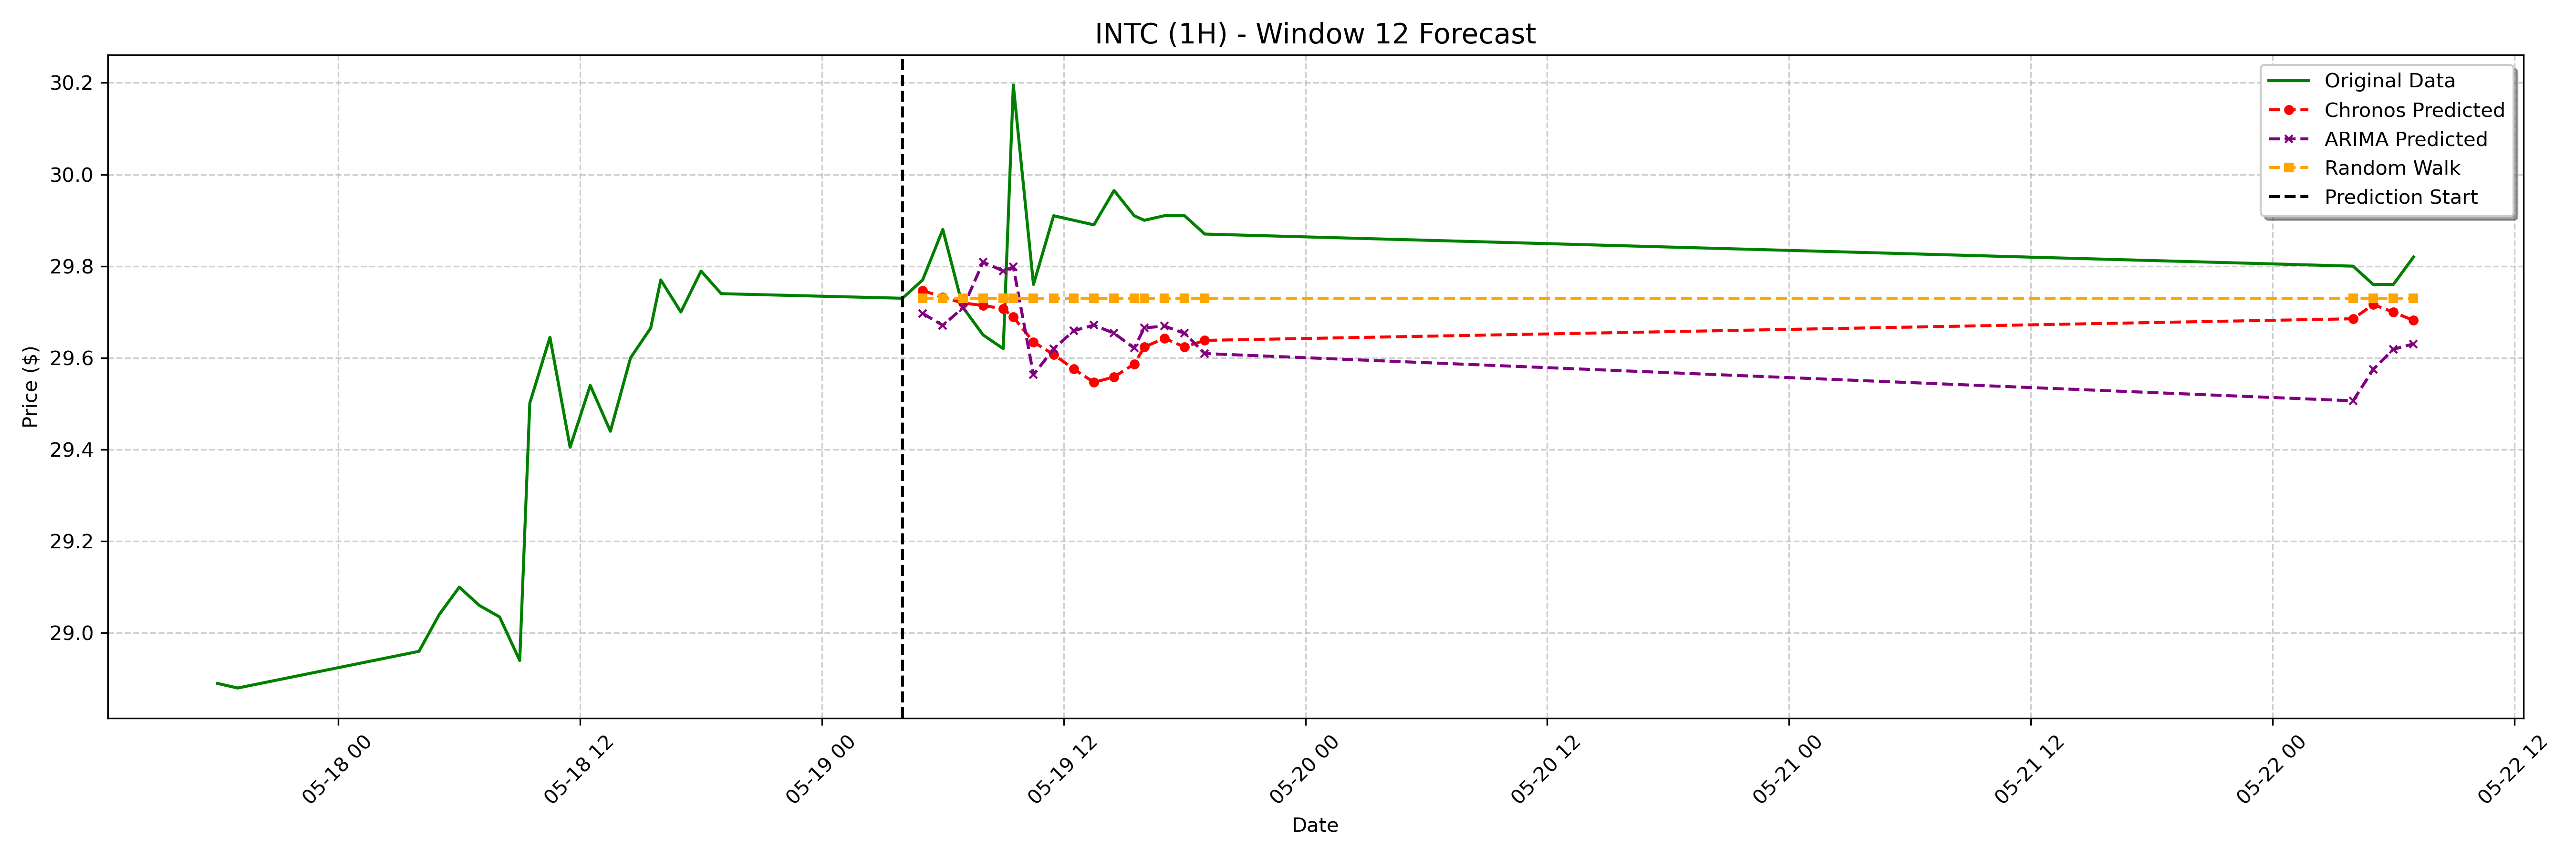 INTC (1H) - Window 12 Forecast
Price ($)
30.2
30.0
29.8
29.6
29.4
29.2
29.0
Original Data
Chronos Predicted
ARIMA Predicted
Random Walk
Prediction Start
05-18 00
05-18 12
05-19 00
05-19 12
05-20 00
05-20 12
05-21 00
05-21 12
05-22 00
05-22 12
Date